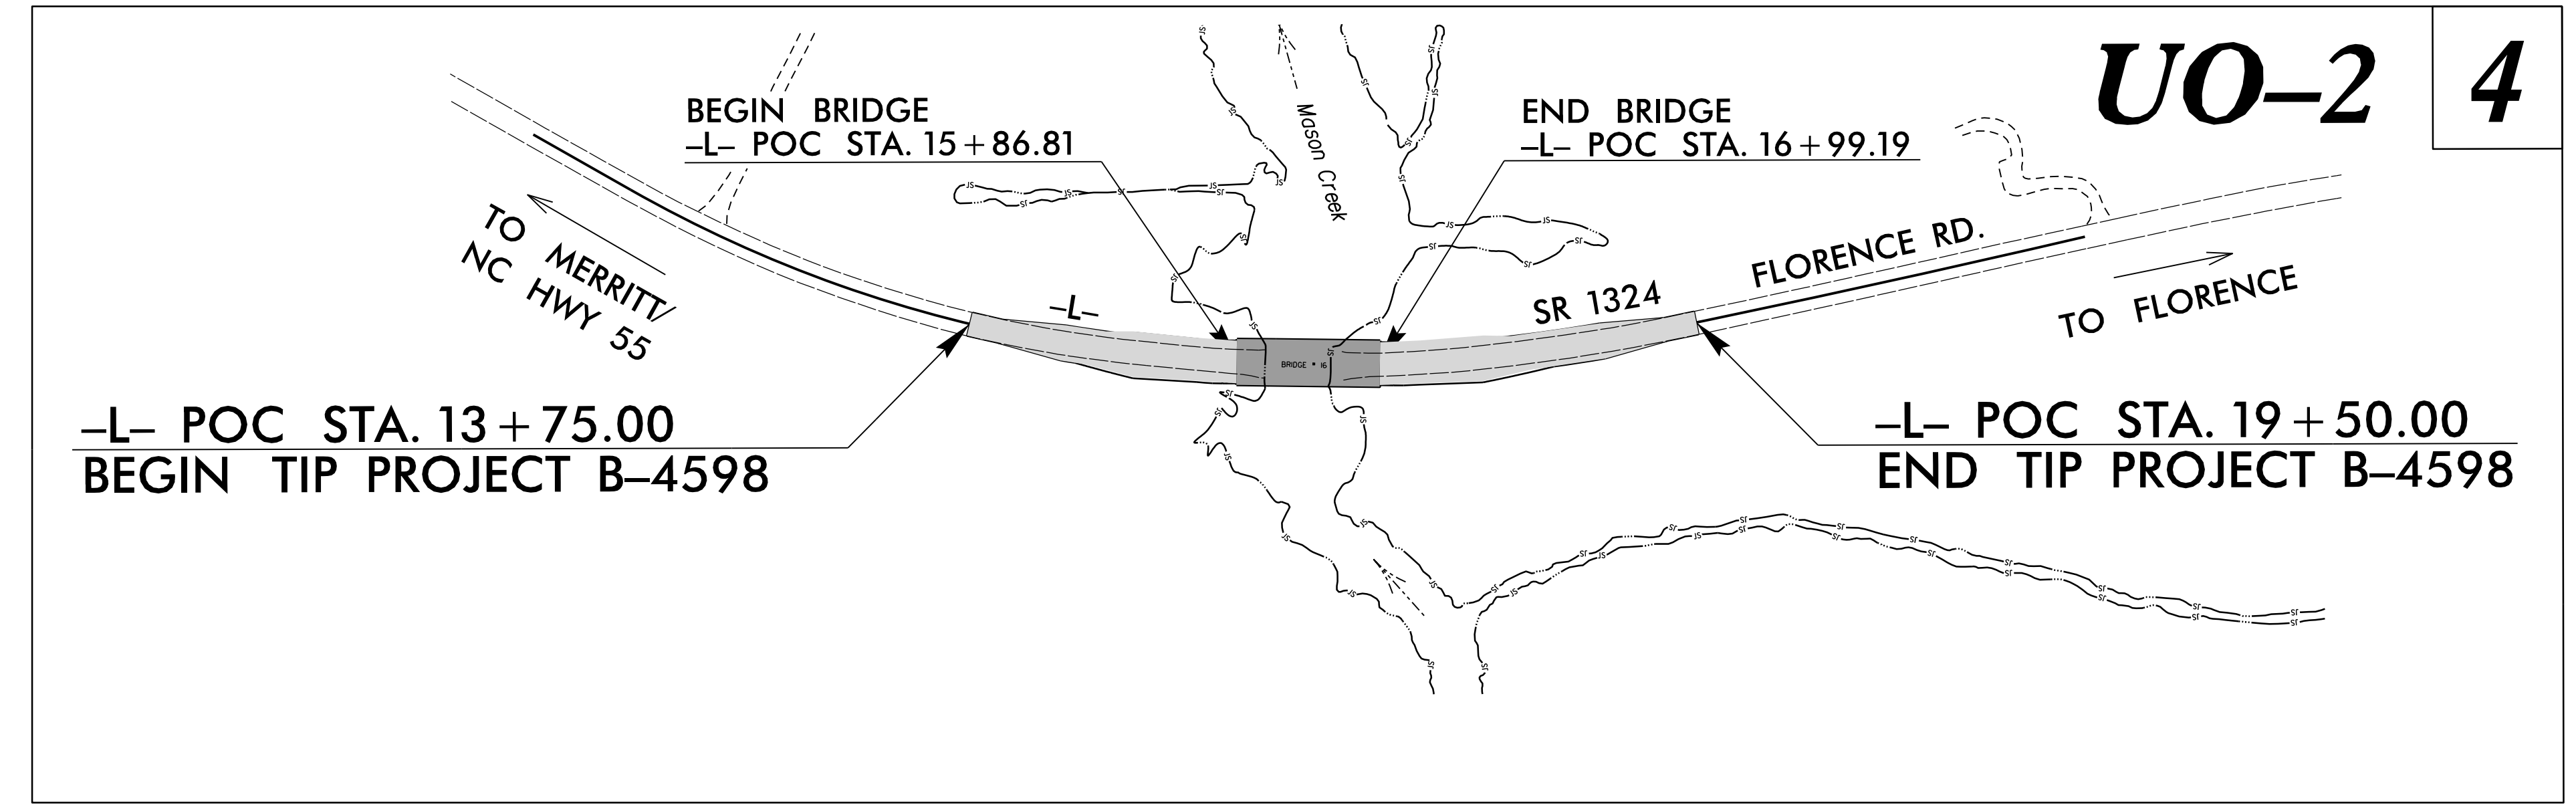 UO–2
4
BEGIN BRIDGE
–L– POC STA. 15+86.81
END BRIDGE
–L– POC STA. 16+99.19
Mason Creek
TO MERRITT/
NC HWY 55
–L–
SR 1324
FLORENCE RD.
TO FLORENCE
BRIDGE * 16
–L– POC STA. 13+75.00
BEGIN TIP PROJECT B–4598
–L– POC STA. 19+50.00
END TIP PROJECT B–4598